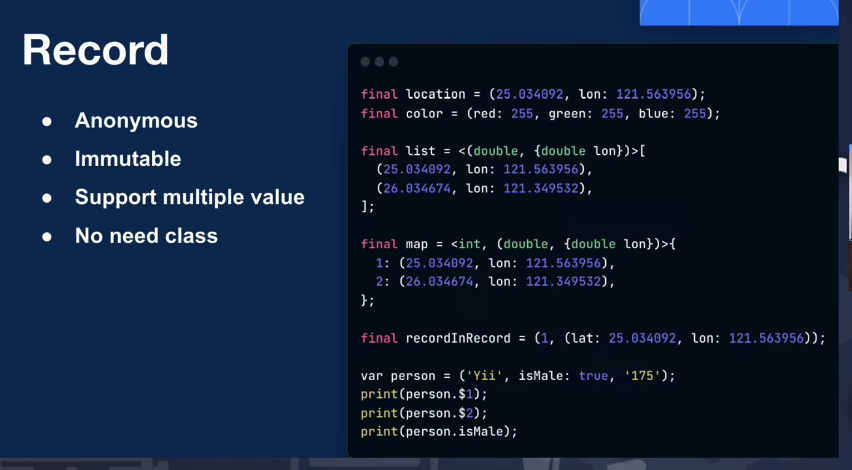 Record
● Anonymous
● Immutable
● Support multiple value
● No need class
final location = (25.034092, lon: 121.563956);
final color = (red: 255, green: 255, blue: 255);
final list = <(double, {double lon})>[
(25.034092, lon: 121.563956),
(26.034674, lon: 121.349532),
];
final map = <int, (double, {double lon})>{
1: (25.034092, lon: 121.563956),
2: (26.034674, lon: 121.349532),
};
final recordInRecord = (1, (lat: 25.034092, lon: 121.563956));
var person = ('Yii', isMale: true, '175');
print(person.$1);
print(person.$2);
print(person.isMale);